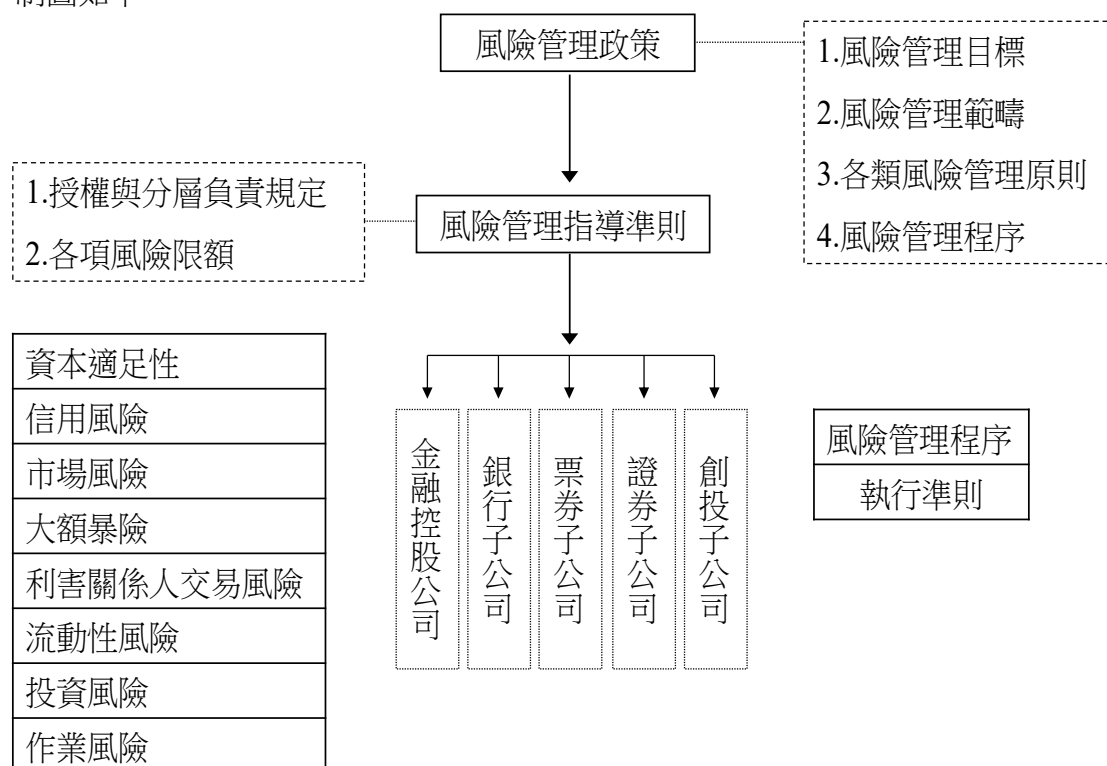 制圖如下
風險管理政策
1.風險管理目標
2.風險管理範疇
3.各類風險管理原則
4.風險管理程序
1.授權與分層負責規定
2.各項風險限額
風險管理指導準則
資本適足性
信用風險
市場風險
大額暴險
利害關係人交易風險
流動性風險
投資風險
作業風險
金融控股公司
銀行子公司
票券子公司
證券子公司
創投子公司
風險管理程序
執行準則